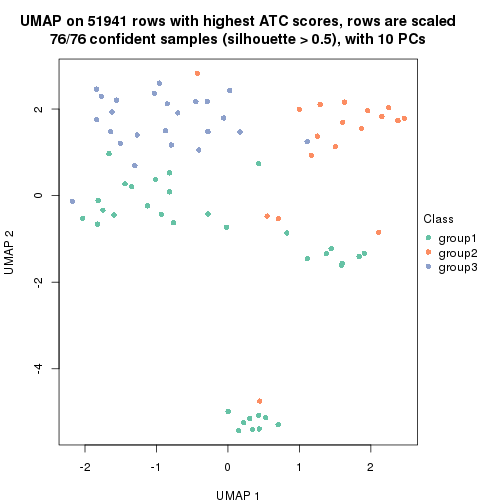 UMAP on 51941 rows with highest ATC scores, rows are scaled
76/76 confident samples (silhouette > 0.5), with 10 PCs
2
0
-2
-4
UMAP 2
-2
-1
0
1
2
UMAP 1
Class
group1
group2
group3